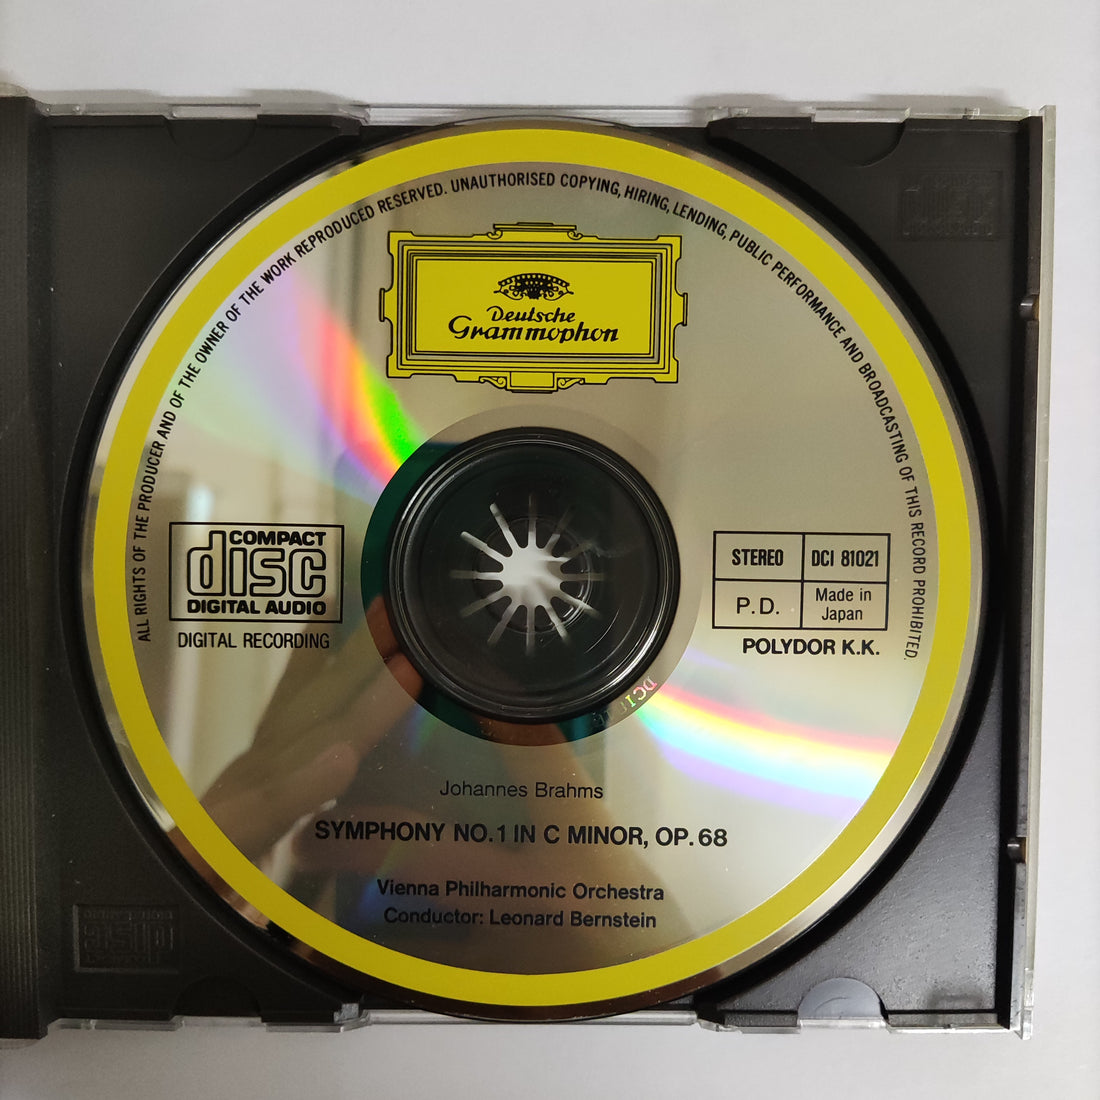 ALL RIGHTS OF THE PRODUCER AND OF THE OWNER OF THE WORK REPRODUCED RESERVED. UNAUTHORISED COPYING, HIRING, LENDING, PUBLIC PERFORMANCE AND BROADCASTING OF THIS RECORD PROHIBITED.
Deutsche
Grammophon
COMPACT
disc
DIGITAL AUDIO
DIGITAL RECORDING
STEREO
DCI 81021
P.D.
Made in
Japan
POLYDOR K.K.
Johannes Brahms
SYMPHONY NO.1 IN C MINOR, OP.68
Vienna Philharmonic Orchestra
Conductor: Leonard Bernstein